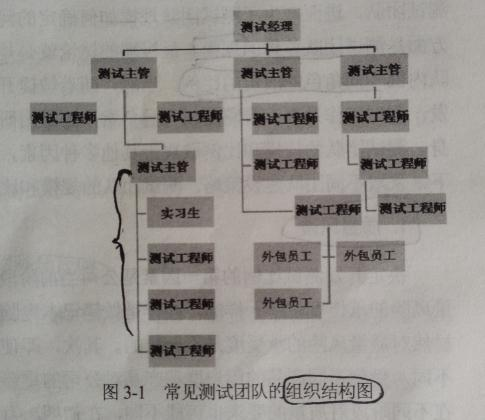 测试经理
测试主管 测试主管 测试主管
测试工程师 测试工程师 测试工程师 测试工程师
测试主管 测试工程师 测试工程师
实习生 测试工程师 测试工程师
测试工程师 外包员工 外包员工
测试工程师 外包员工
测试工程师
图 3-1 常见测试团队的组织结构图